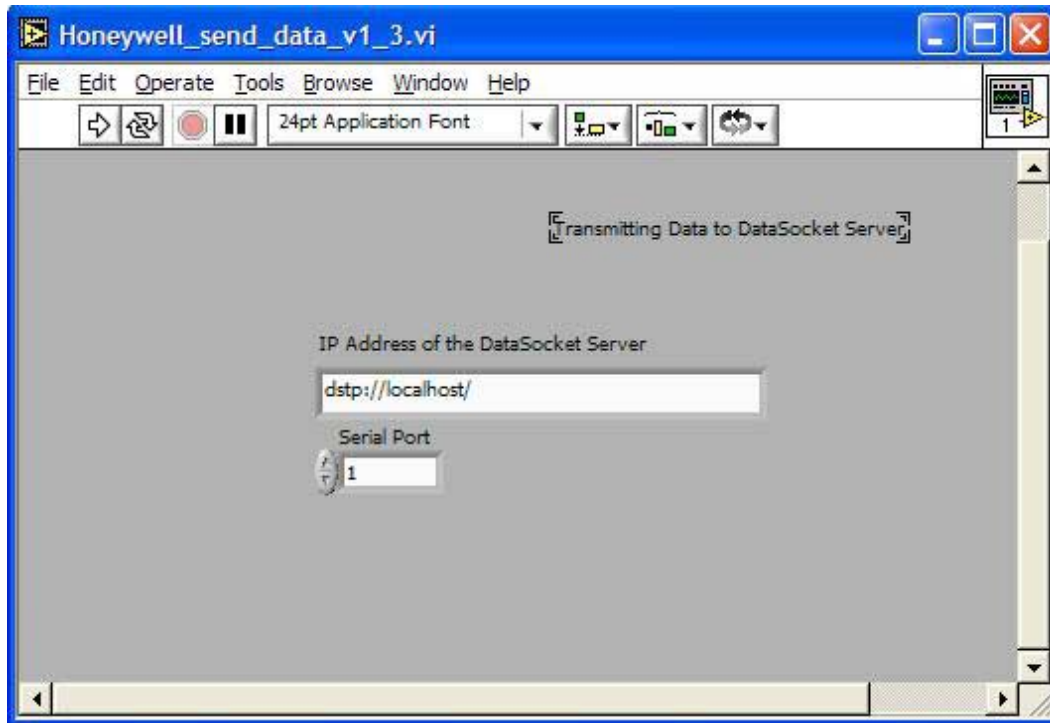 Honeywell_send_data_v1_3.vi
File Edit Operate Tools Browse Window Help
24pt Application Font
1
Transmitting Data to DataSocket Server
IP Address of the DataSocket Server
dstp://localhost/
Serial Port
1